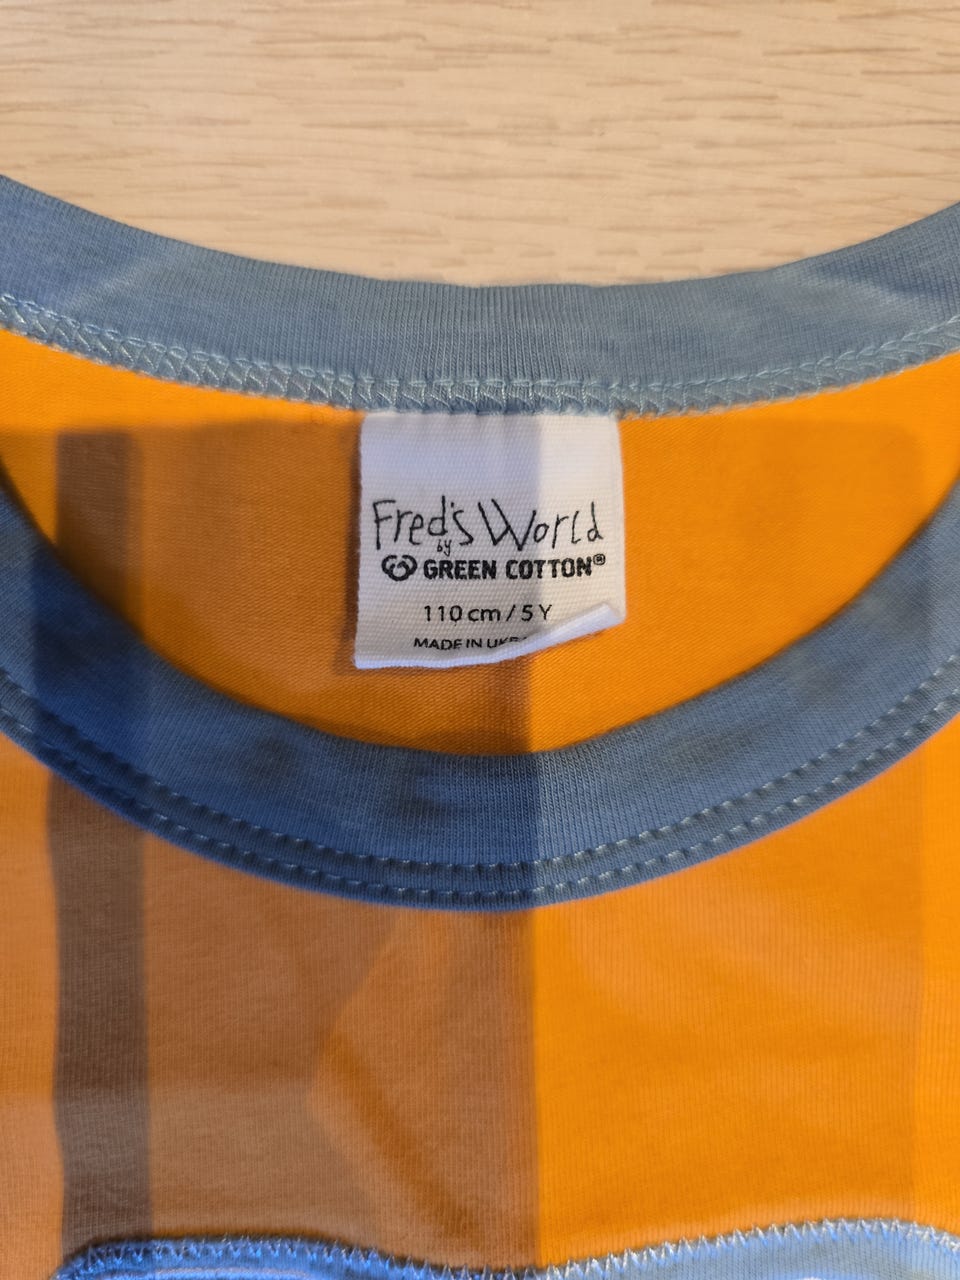 Fred's World
by
GREEN COTTON®
110 cm / 5 Y
MADE IN